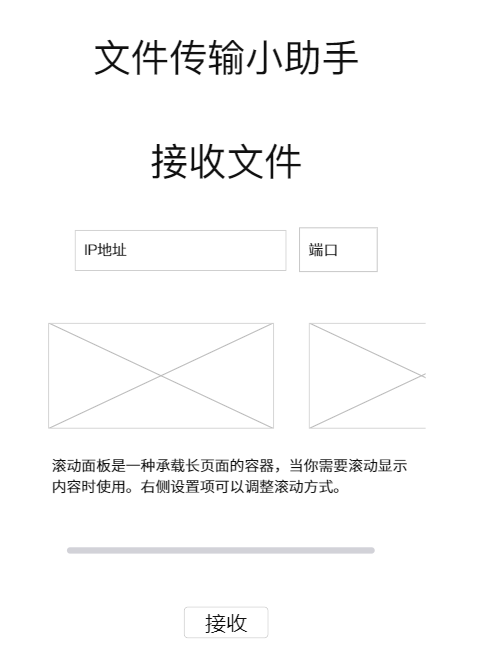 文件传输小助手
接收文件
IP地址
端口
滚动面板是一种承载长页面的容器，当你需要滚动显示
内容时使用。右侧设置项可以调整滚动方式。
接收